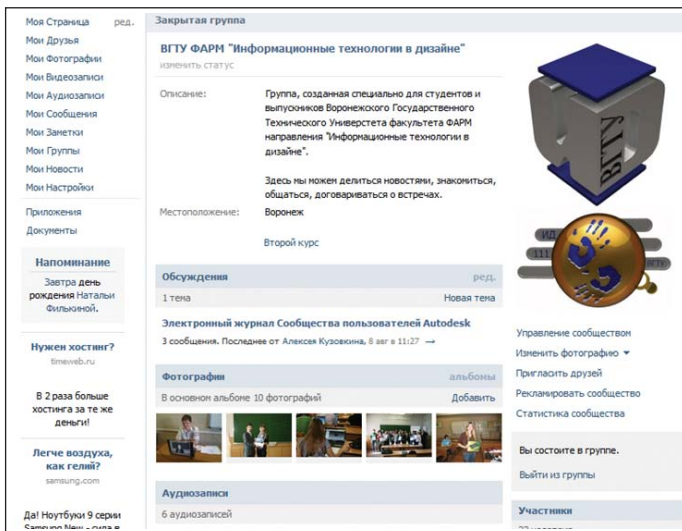 Моя Страница ред.
Мои Друзья
Мои Фотографии
Мои Видеозаписи
Мои Аудиозаписи
Мои Сообщения
Мои Заметки
Мои Группы
Мои Новости
Мои Настройки
Приложения
Документы
Напоминание
Завтра день
рождения Натальи
Филькиной.
Нужен хостинг?
timeweb.ru
В 2 раза больше
хостинга за те же
деньги!
Легче воздуха,
как гелий?
samsung.com
Да! Ноутбуки 9 серии
Samsung New - сила в
Закрытая группа
ВГТУ ФАРМ "Информационные технологии в дизайне"
изменить статус
Описание: Группа, созданная специально для студентов и
выпускников Воронежского Государственного
Технического Универстета факультета ФАРМ
направления "Информационные технологии в
дизайне".
Здесь мы можем делиться новостями, знакомиться,
общаться, договариваться о встречах.
Местоположение: Воронеж
Второй курс
Обсуждения ред.
1 тема Новая тема
Электронный журнал Сообщества пользователей Autodesk
3 сообщения. Последнее от Алексея Кузовкина, 8 авг в 11:27 →
Фотографии альбомы
В основном альбоме 10 фотографий Добавить
Аудиозаписи
6 аудиозаписей
ВГТУ
ИД
111
ВГТУ
Управление сообществом
Изменить фотографию
Пригласить друзей
Рекламировать сообщество
Статистика сообщества
Вы состоите в группе.
Выйти из группы
Участники